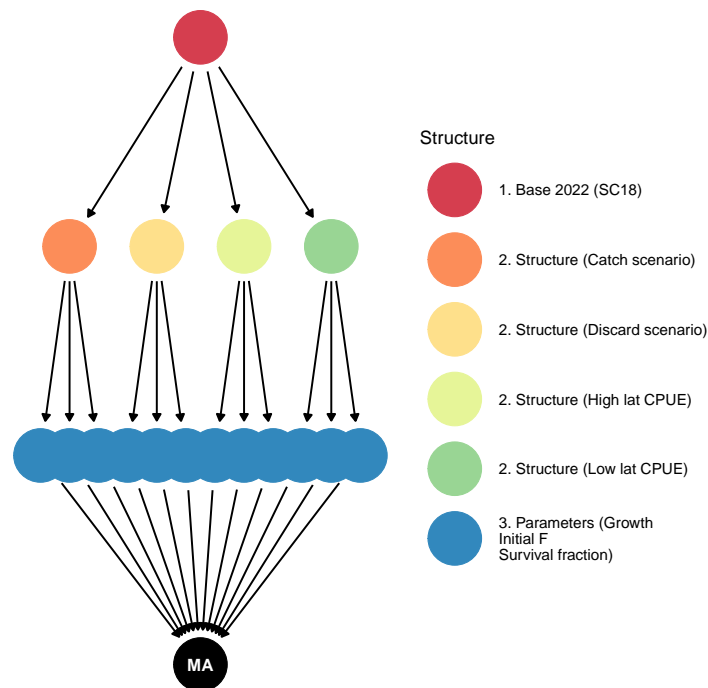 Structure
1. Base 2022 (SC18)
2. Structure (Catch scenario)
2. Structure (Discard scenario)
2. Structure (High lat CPUE)
2. Structure (Low lat CPUE)
3. Parameters (Growth
Initial F
Survival fraction)
MA